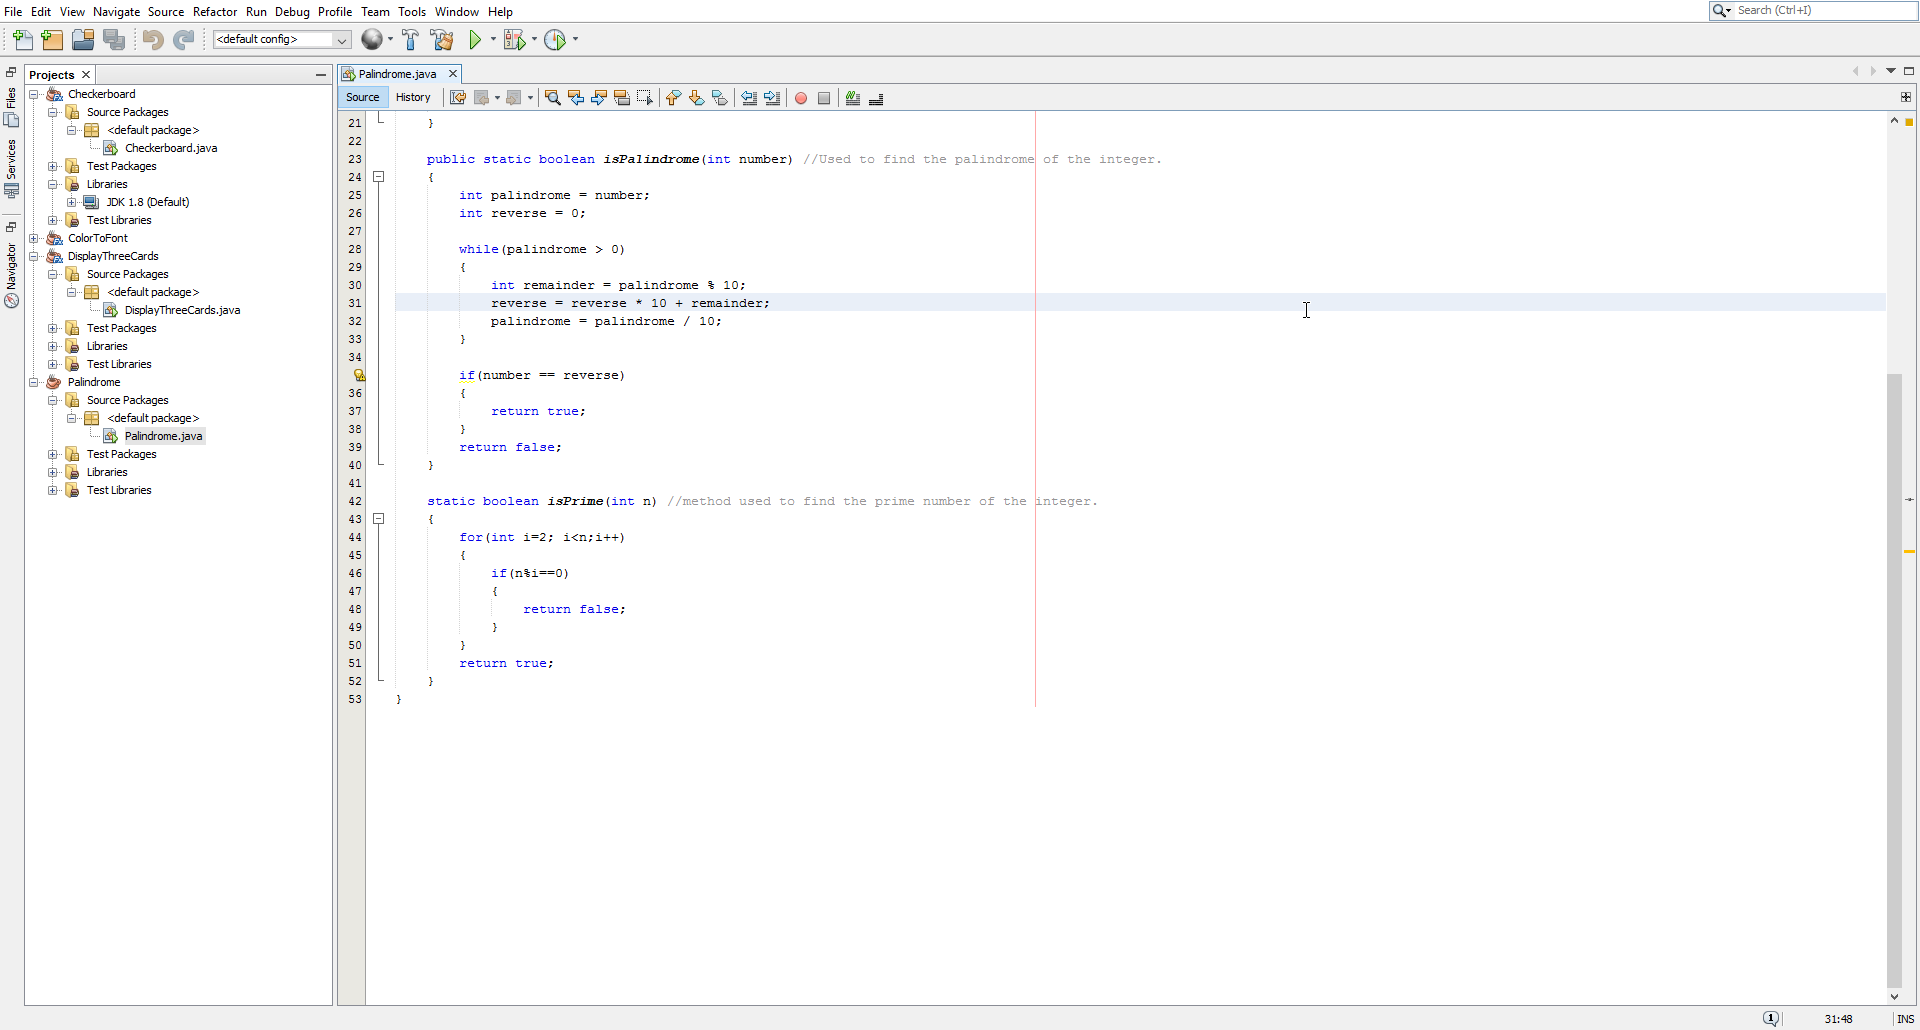 File Edit View Navigate Source Refactor Run Debug Profile Team Tools Window Help
Search (Ctrl+I)
<default config>
Files
Services
Navigator
Projects
Checkerboard
Source Packages
<default package>
Checkerboard.java
Test Packages
Libraries
JDK 1.8 (Default)
Test Libraries
ColorToFont
DisplayThreeCards
Source Packages
<default package>
DisplayThreeCards.java
Test Packages
Libraries
Test Libraries
Palindrome
Source Packages
<default package>
Palindrome.java
Test Packages
Libraries
Test Libraries
Palindrome.java
Source History
21 }
22
23 public static boolean isPalindrome(int number) //Used to find the palindrome of the integer.
24 {
25 int palindrome = number;
26 int reverse = 0;
27
28 while(palindrome > 0)
29 {
30 int remainder = palindrome % 10;
31 reverse = reverse * 10 + remainder;
32 palindrome = palindrome / 10;
33 }
34
if(number == reverse)
36 {
37 return true;
38 }
39 return false;
40 }
41
42 static boolean isPrime(int n) //method used to find the prime number of the integer.
43 {
44 for(int i=2; i<n;i++)
45 {
46 if(n%i==0)
47 {
48 return false;
49 }
50 }
51 return true;
52 }
53 }
1
31:48 INS